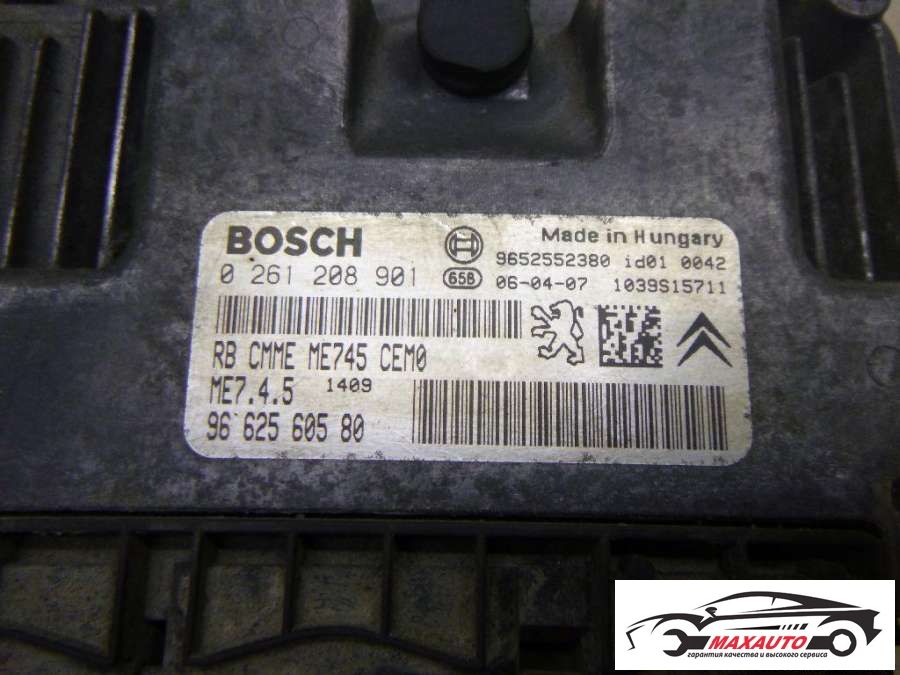 BOSCH
Made in Hungary
0 261 208 901
658
9652552380 id01 0042
06-04-07 1039S15711
RB CMME ME745 CEM0
ME7.4.5 1409
96 625 605 80
MAXAUTO
гарантия качества и высокого сервиса